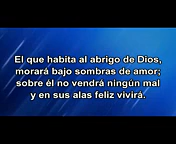 El que habita al abrigo de Dios,
morará bajo sombras de amor;
sobre él no vendrá ningún mal
y en sus alas feliz vivirá.